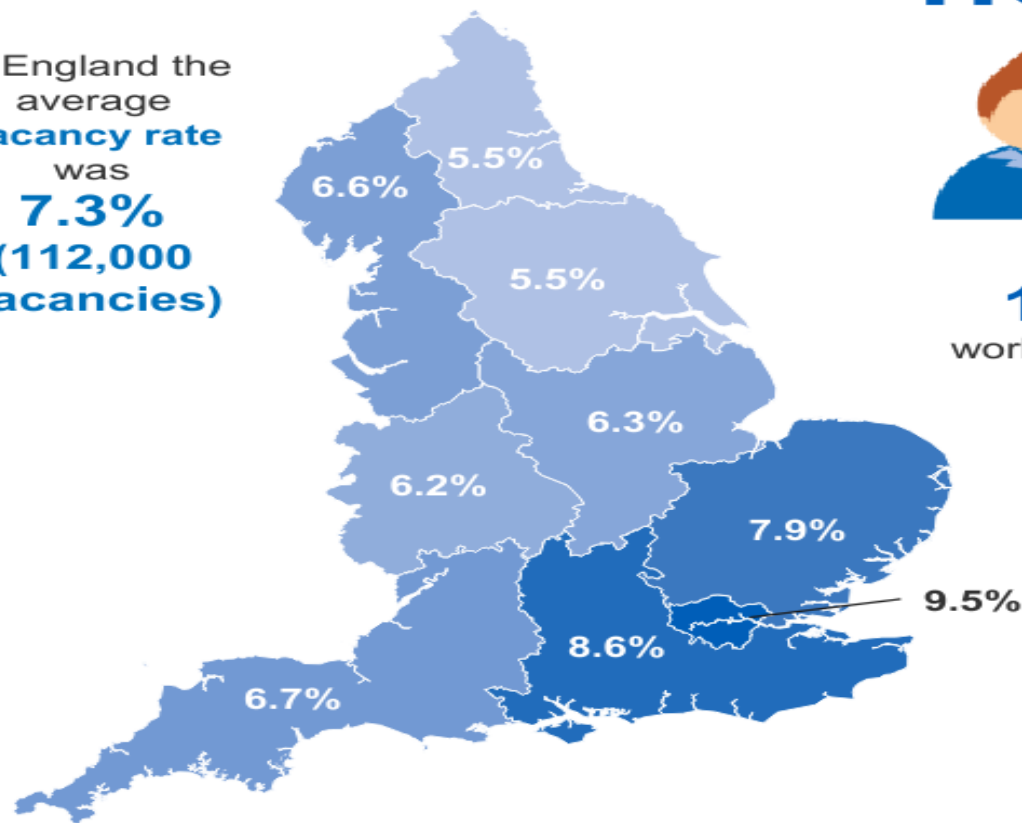 England the
average
acancy rate
was
7.3%
(112,000
acancies)
5.5%
6.6%
5.5%
6.3%
6.2%
7.9%
9.5%
8.6%
6.7%
1